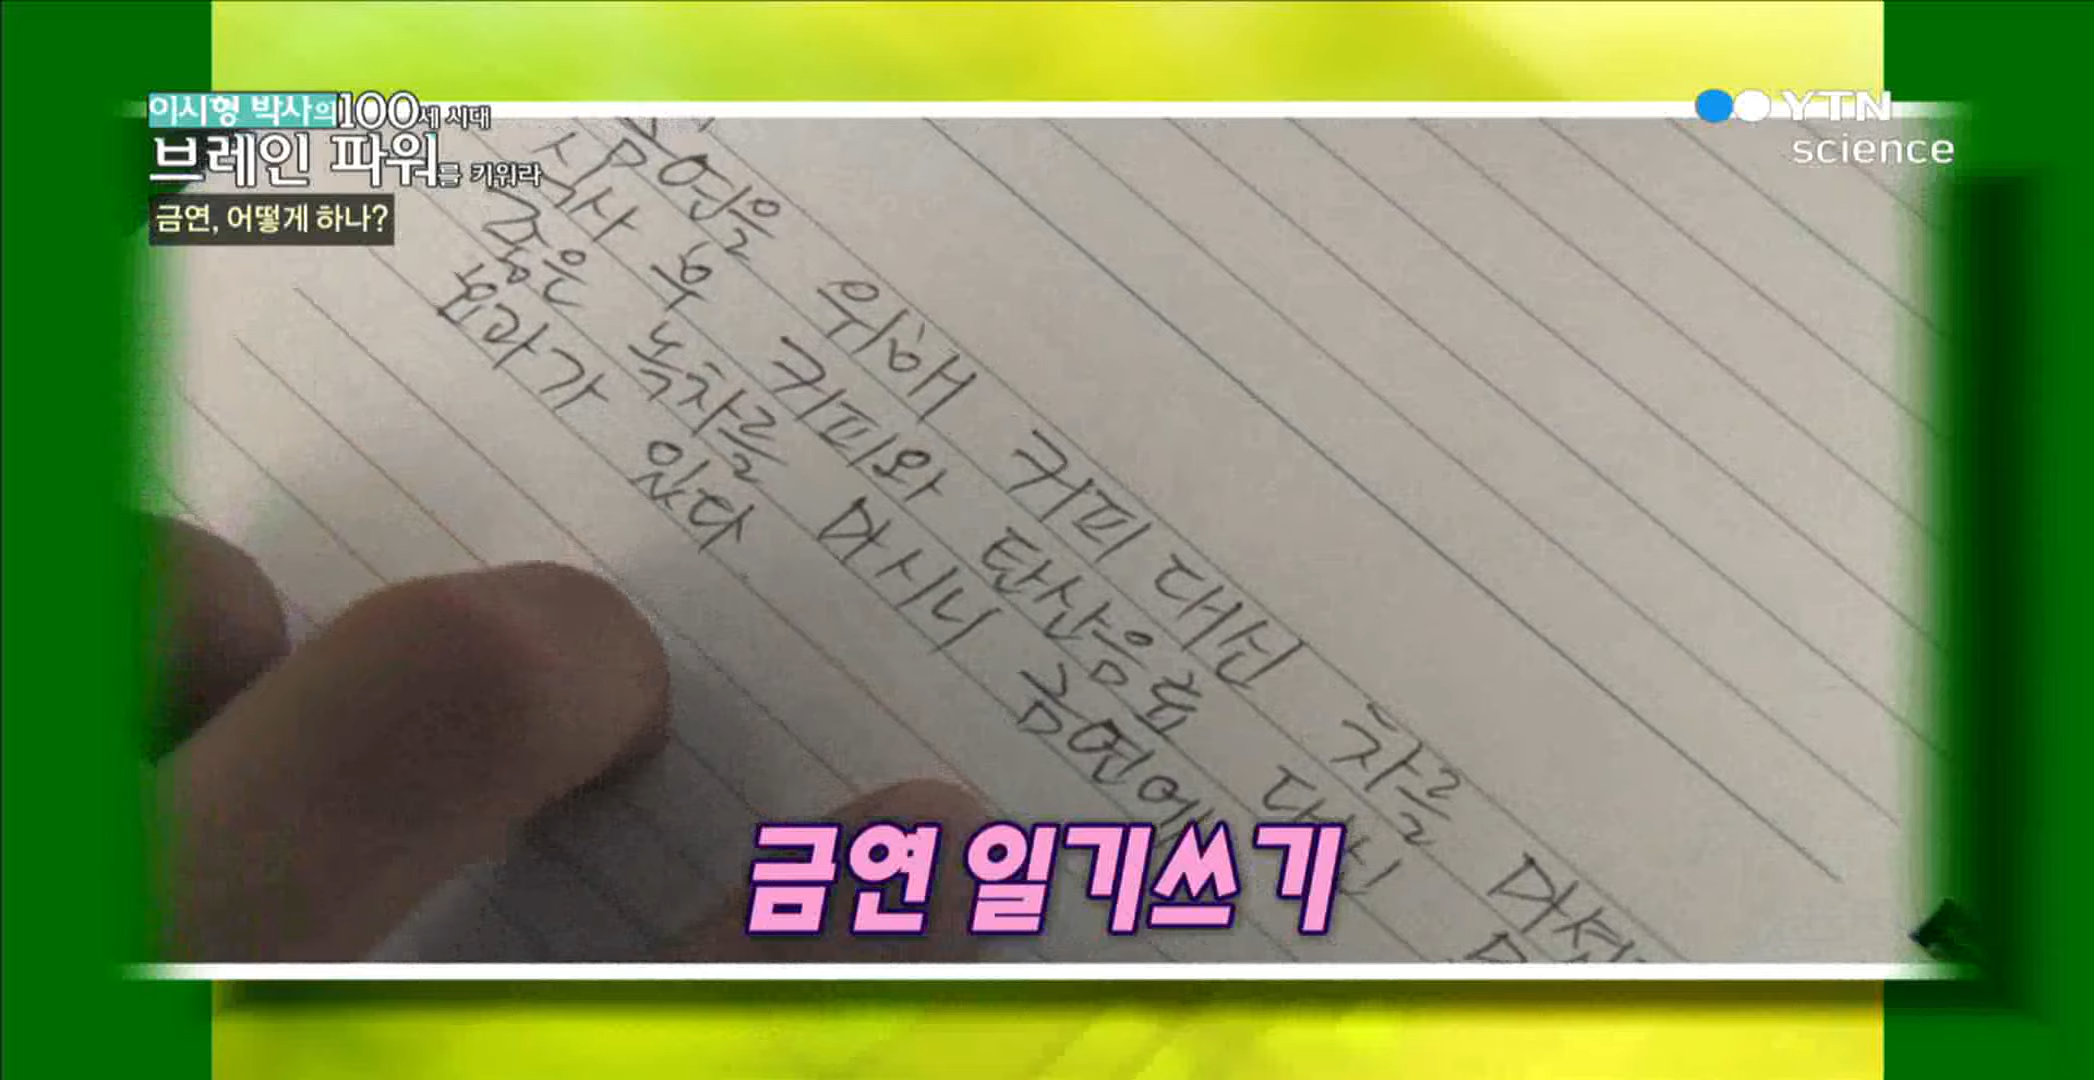 이시형 박사의 100세 시대
브레인 파워를 키워라
금연, 어떻게 하나?
YTN
science
금연을 위해 커피 대신 차를 마셨
식사 후 커피와 탄산음료 대신
좋은 녹차를 마시니 금연에
효과가 있다
금연 일기쓰기